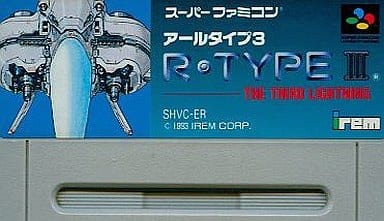 スーパーファミコン
アールタイプ3
R·TYPE III®
THE THIRD LIGHTNING
SHVC-ER
© 1993 IREM CORP.
irem